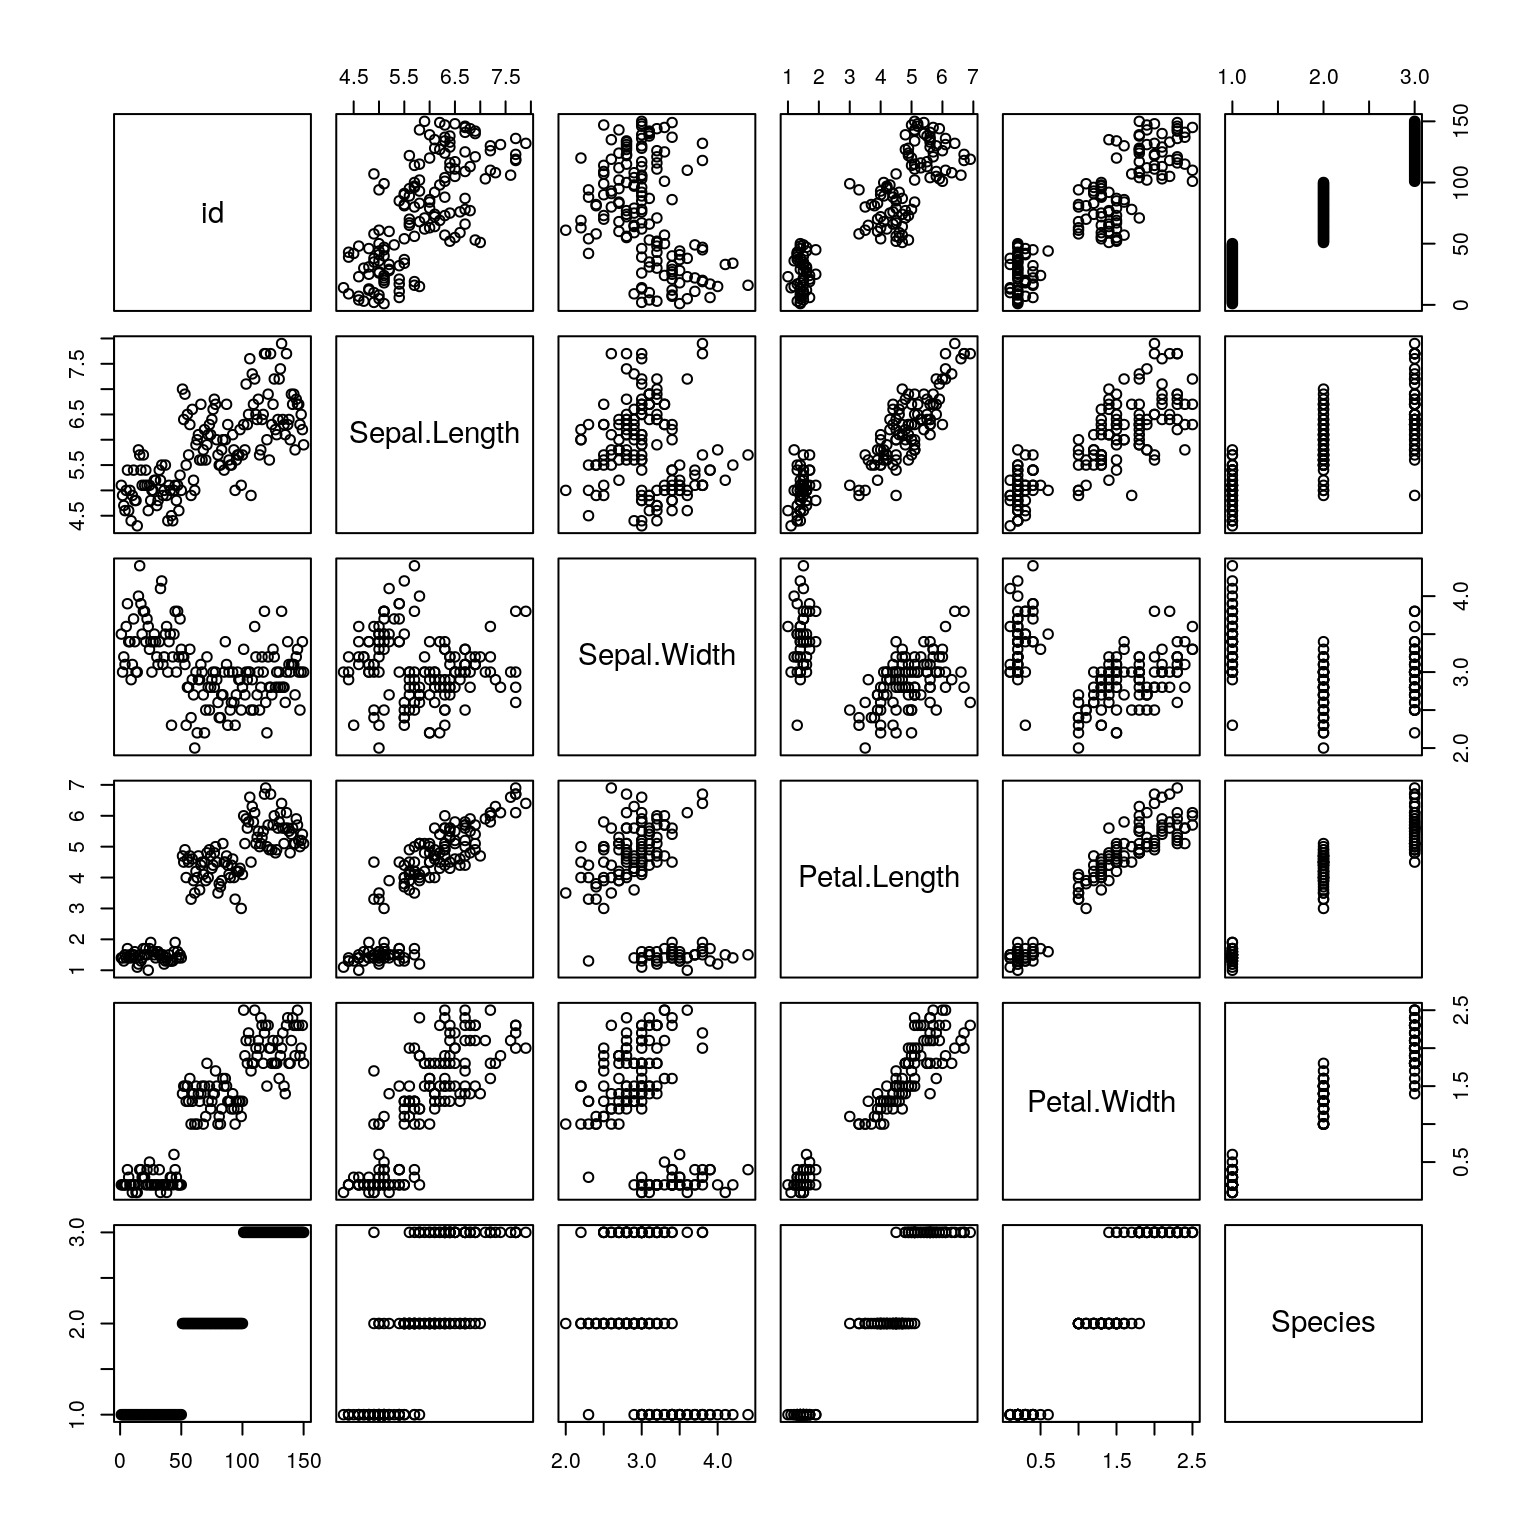 4.5 5.5 6.5 7.5 1 2 3 4 5 6 7 1.0 2.0 3.0
id
0 50 100 150
Sepal.Length
4.5 5.5 6.5 7.5
Sepal.Width
2.0 3.0 4.0
Petal.Length
1 2 3 4 5 6 7
Petal.Width
0.5 1.5 2.5
Species
1.0 2.0 3.0
0 50 100 150 2.0 3.0 4.0 0.5 1.5 2.5